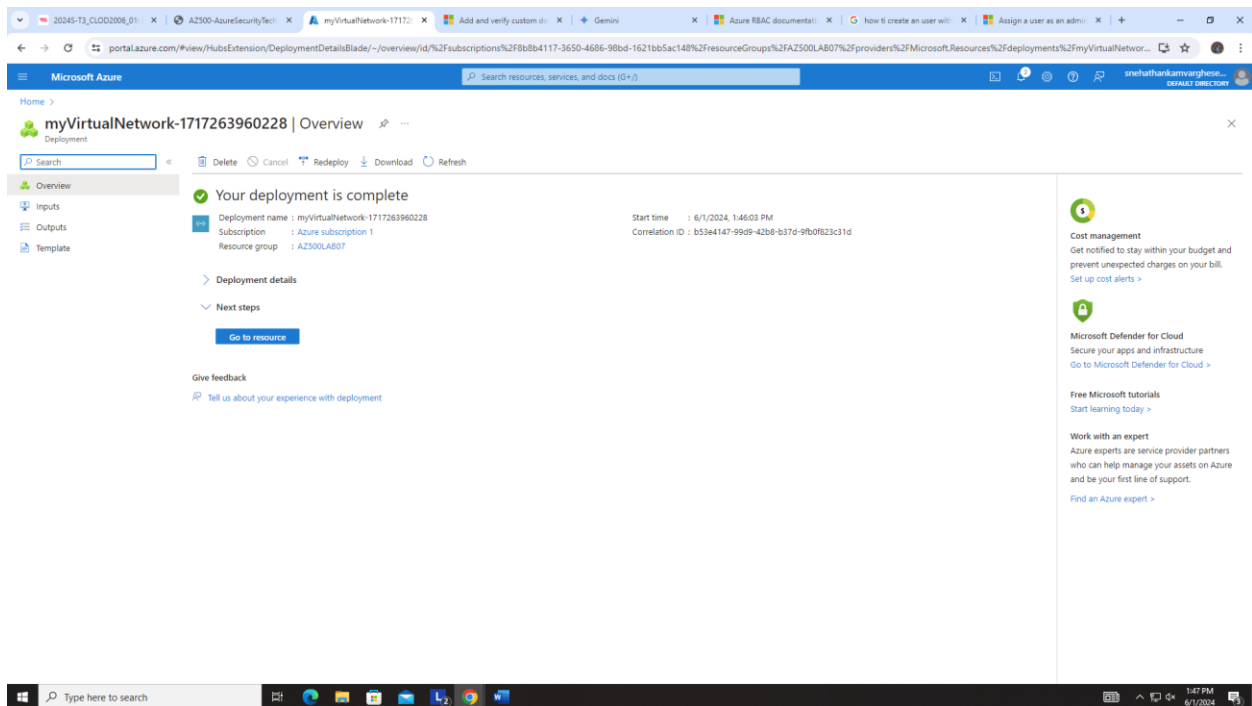 2024S-T3_CLOD2006_01:
AZ500-AzureSecurityTech
myVirtualNetwork-17172
Add and verify custom do
Gemini
Azure RBAC documentati
how ti create an user with
Assign a user as an admin
portal.azure.com/#view/HubsExtension/DeploymentDetailsBlade/~/overview/id/%2Fsubscriptions%2F8b8b4117-3650-4686-98bd-1621bb5ac148%2FresourceGroups%2FAZ500LAB07%2Fproviders%2FMicrosoft.Resources%2Fdeployments%2FmyVirtualNetwor...
Microsoft Azure
Search resources, services, and docs (G+/)
snehathankamvarghese...
DEFAULT DIRECTORY
Home >
myVirtualNetwork-1717263960228 | Overview
Deployment
Search
Delete Cancel Redeploy Download Refresh
Overview
Inputs
Outputs
Template
Your deployment is complete
Deployment name : myVirtualNetwork-1717263960228
Subscription : Azure subscription 1
Resource group : AZ500LAB07
Start time : 6/1/2024, 1:46:03 PM
Correlation ID : b53e4147-99d9-42b8-b37d-9fb0f823c31d
Deployment details
Next steps
Go to resource
Give feedback
Tell us about your experience with deployment
Cost management
Get notified to stay within your budget and
prevent unexpected charges on your bill.
Set up cost alerts >
Microsoft Defender for Cloud
Secure your apps and infrastructure
Go to Microsoft Defender for Cloud >
Free Microsoft tutorials
Start learning today >
Work with an expert
Azure experts are service provider partners
who can help manage your assets on Azure
and be your first line of support.
Find an Azure expert >
Type here to search
1:47 PM
6/1/2024